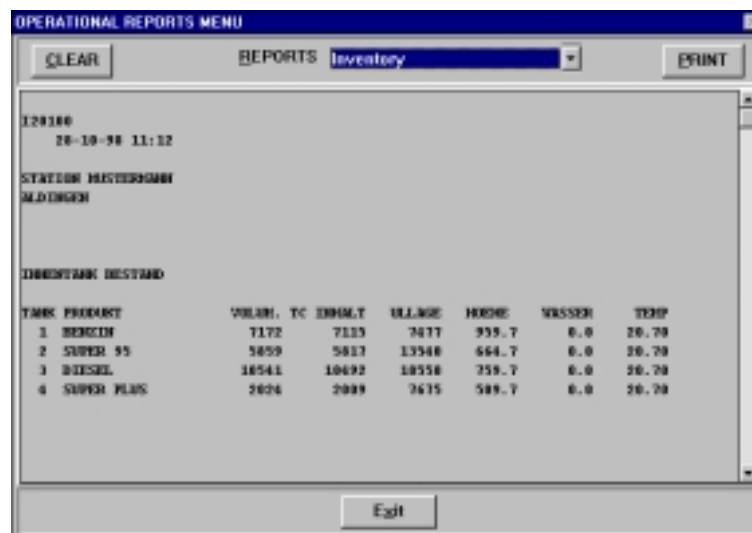 OPERATIONAL REPORTS MENU
CLEAR REPORTS Inventory PRINT
I20100
20-10-98 11:12
STATION MUSTERMANN
ALDINGEN
INNENTANK BESTAND
TANK PRODUKT VOLUM. TC INHALT ULLAGE HOEHE WASSER TEMP
1 BENZIN 7172 7115 7477 959.7 0.0 20.70
2 SUPER 95 5059 5017 13540 664.7 0.0 20.70
3 DIESEL 10541 10492 10558 759.7 0.0 20.70
4 SUPER PLUS 2024 2009 7675 509.7 0.0 20.70
Exit